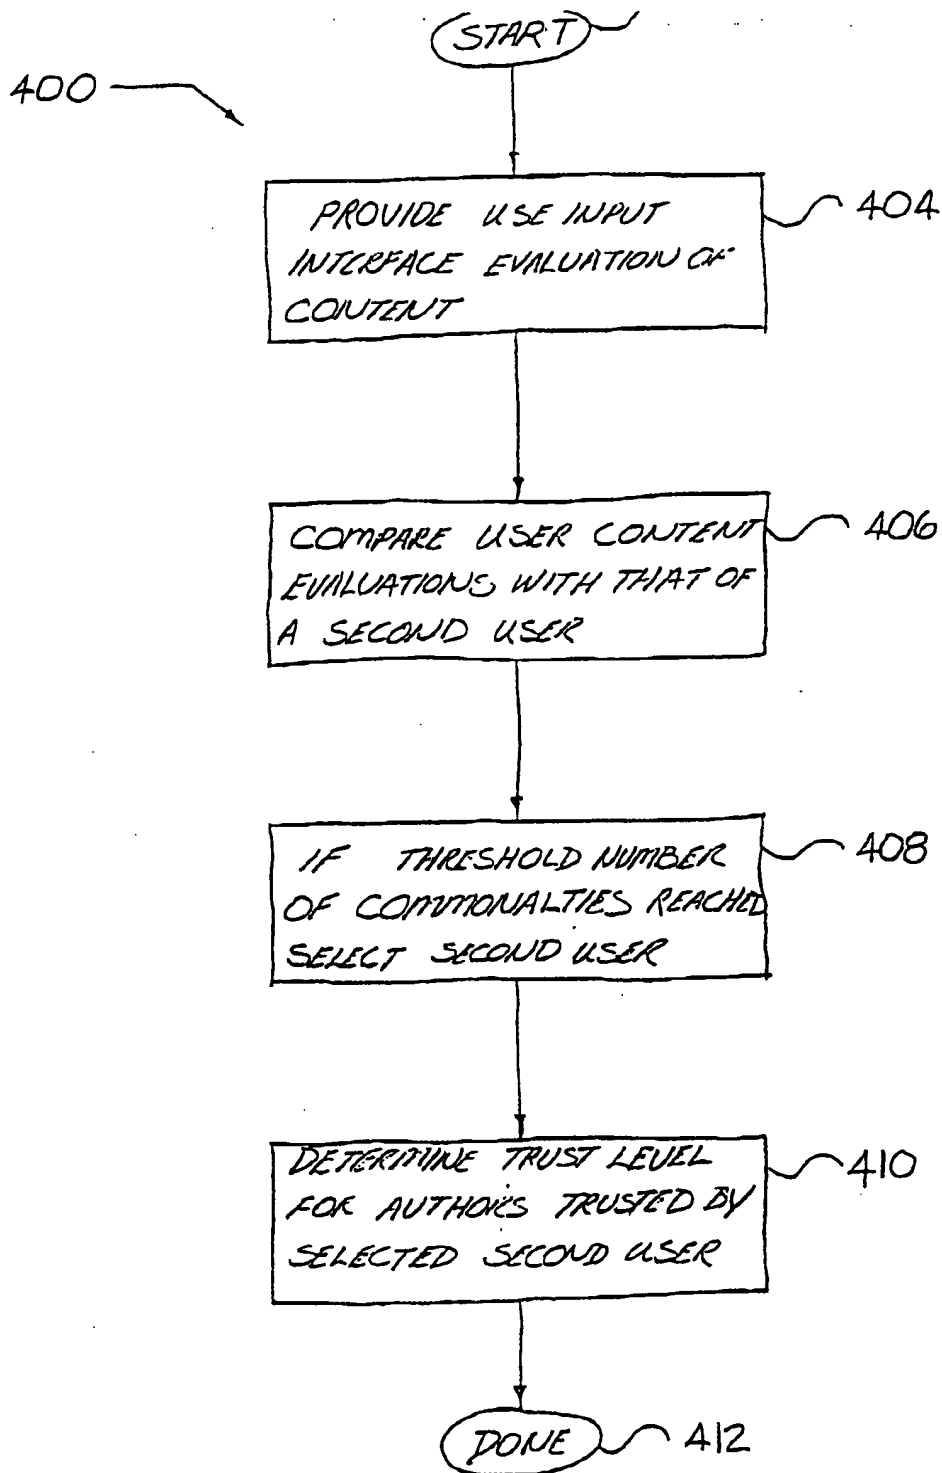 START
400
PROVIDE USE INPUT
INTERFACE EVALUATION OF
CONTENT
404
COMPARE USER CONTENT
EVALUATIONS WITH THAT OF
A SECOND USER
406
IF THRESHOLD NUMBER
OF COMMONALTIES REACHED
SELECT SECOND USER
408
DETERMINE TRUST LEVEL
FOR AUTHORS TRUSTED BY
SELECTED SECOND USER
410
DONE
412